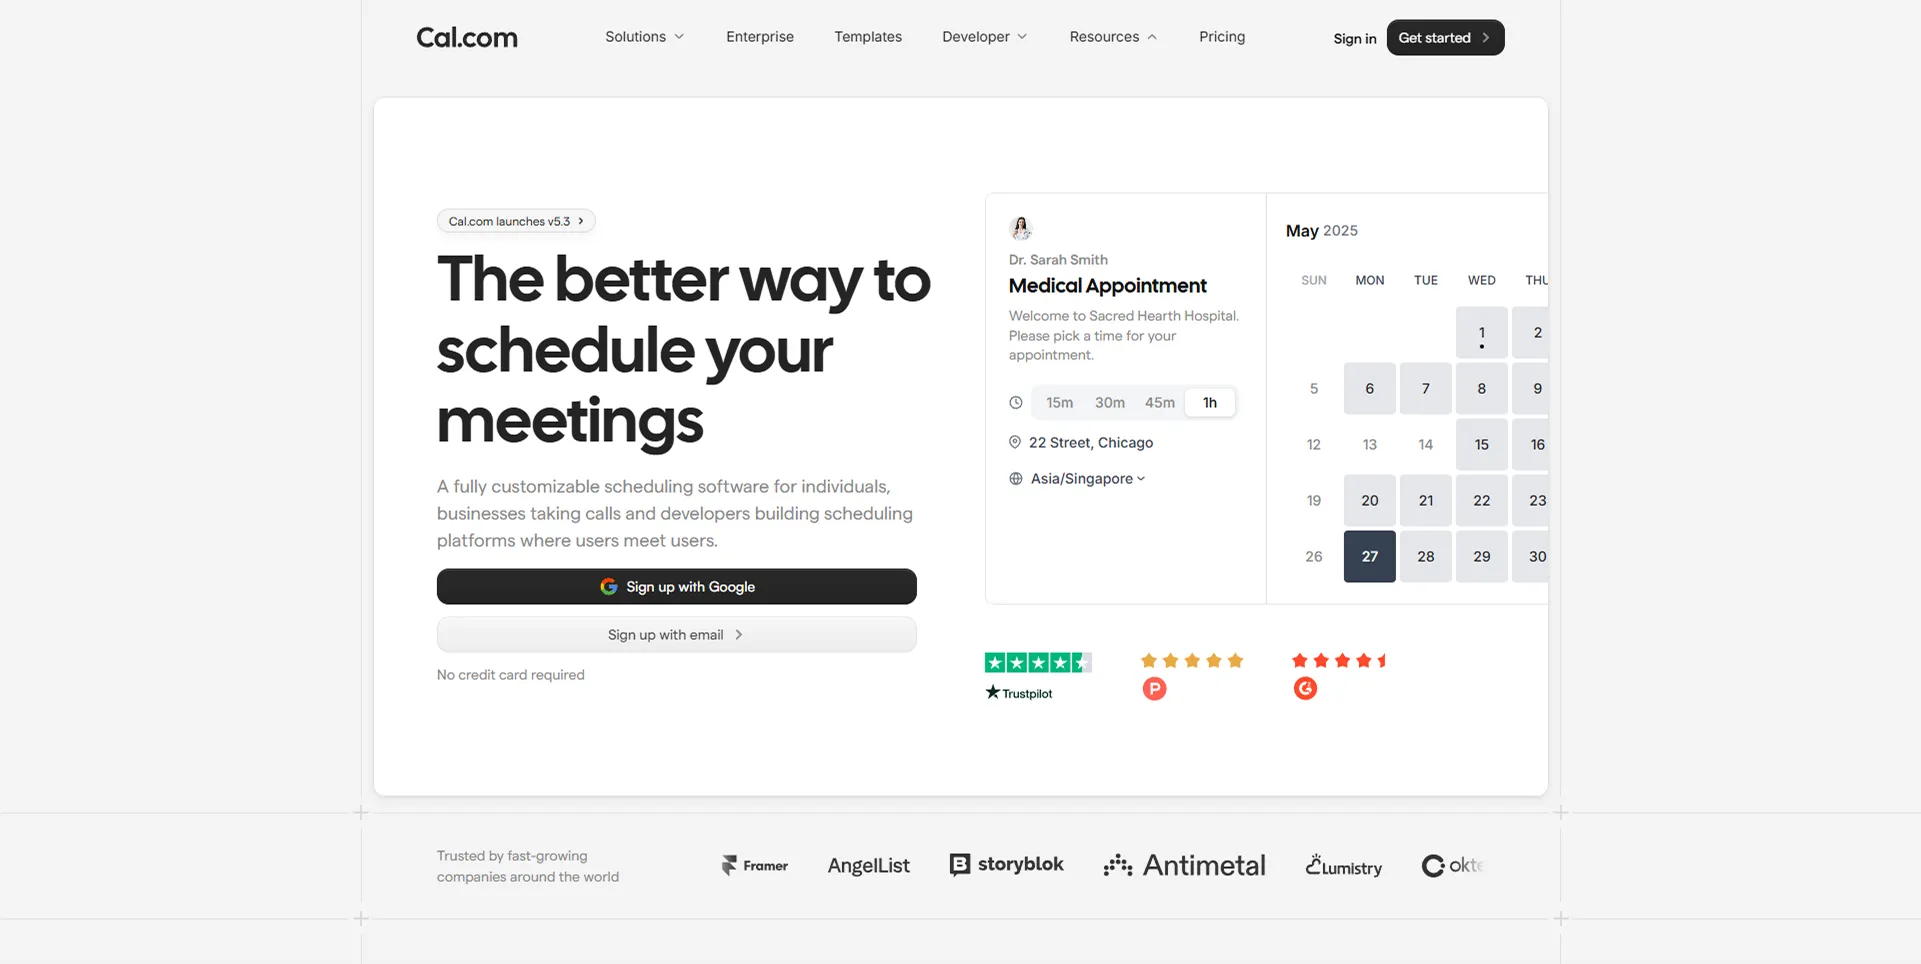 Cal.com
Solutions
Enterprise
Templates
Developer
Resources
Pricing
Sign in
Get started
Cal.com launches v5.3
The better way to
schedule your
meetings
A fully customizable scheduling software for individuals,
businesses taking calls and developers building scheduling
platforms where users meet users.
Sign up with Google
Sign up with email
No credit card required
Dr. Sarah Smith
Medical Appointment
Welcome to Sacred Hearth Hospital.
Please pick a time for your
appointment.
15m 30m 45m 1h
22 Street, Chicago
Asia/Singapore
May 2025
SUN MON TUE WED THU
1 2
5 6 7 8 9
12 13 14 15 16
19 20 21 22 23
26 27 28 29 30
Trustpilot
P
G
Trusted by fast-growing
companies around the world
Framer
AngelList
B storyblok
Antimetal
Lumistry